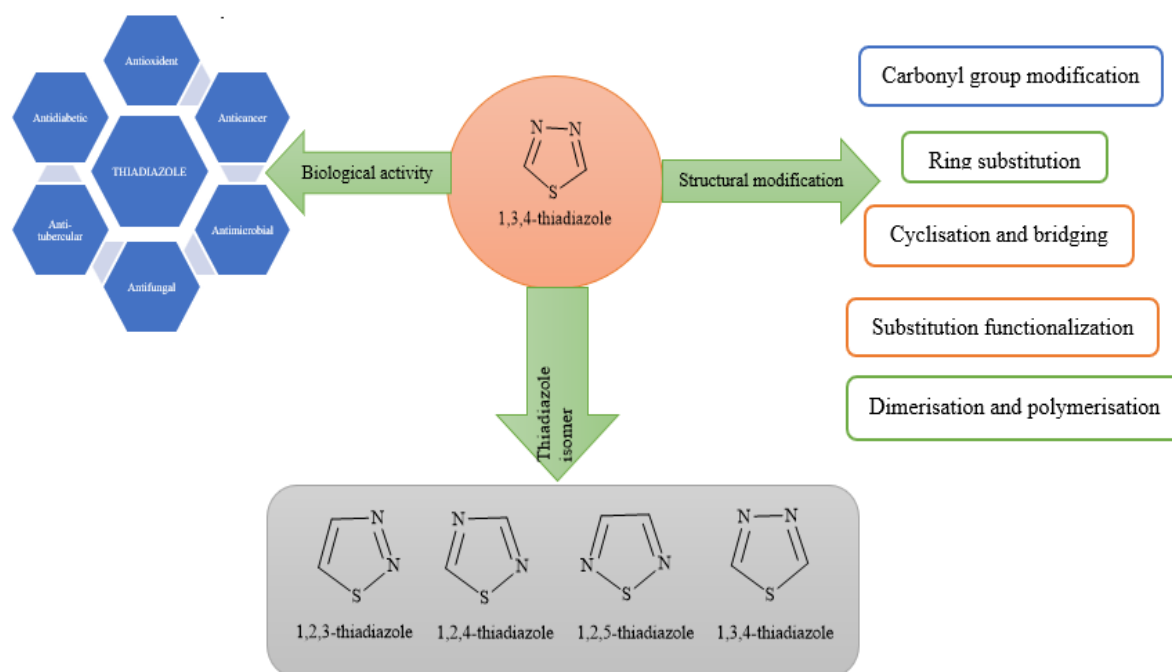 Antioxident
Antidiabetic
Anticancer
THIADIAZOLE
Anti-
tubercular
Antimicrobial
Antifungal
Biological activity
N
N
S
1,3,4-thiadiazole
Structural modification
Carbonyl group modification
Ring substitution
Cyclisation and bridging
Substitution functionalization
Dimerisation and polymerisation
Thiadiazole
isomer
N
N
S
1,2,3-thiadiazole
N
N
S
1,2,4-thiadiazole
N
N
S
1,2,5-thiadiazole
N
N
S
1,3,4-thiadiazole